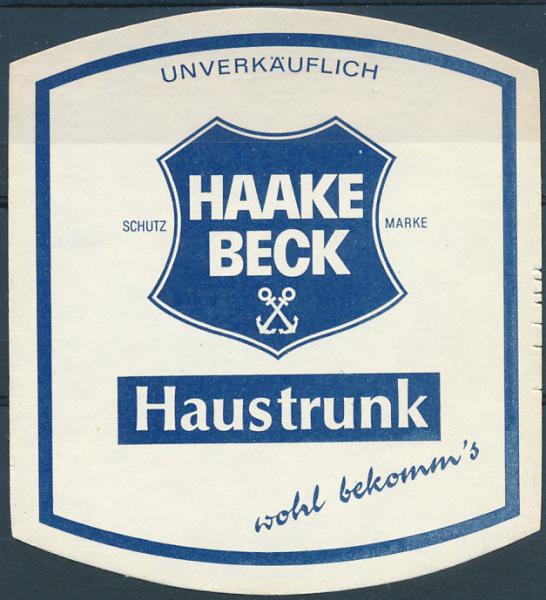 UNVERKÄUFLICH
HAAKE
BECK
SCHUTZ MARKE
Haustrunk
wohl bekomm's